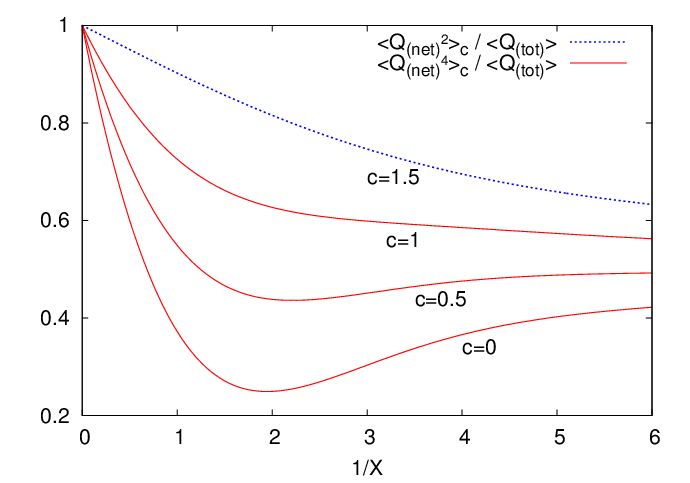 <Q(net)²>c / <Q(tot)>
<Q(net)⁴>c / <Q(tot)>
1
0.8
0.6
0.4
0.2
c=1.5
c=1
c=0.5
c=0
0 1 2 3 4 5 6
1/X